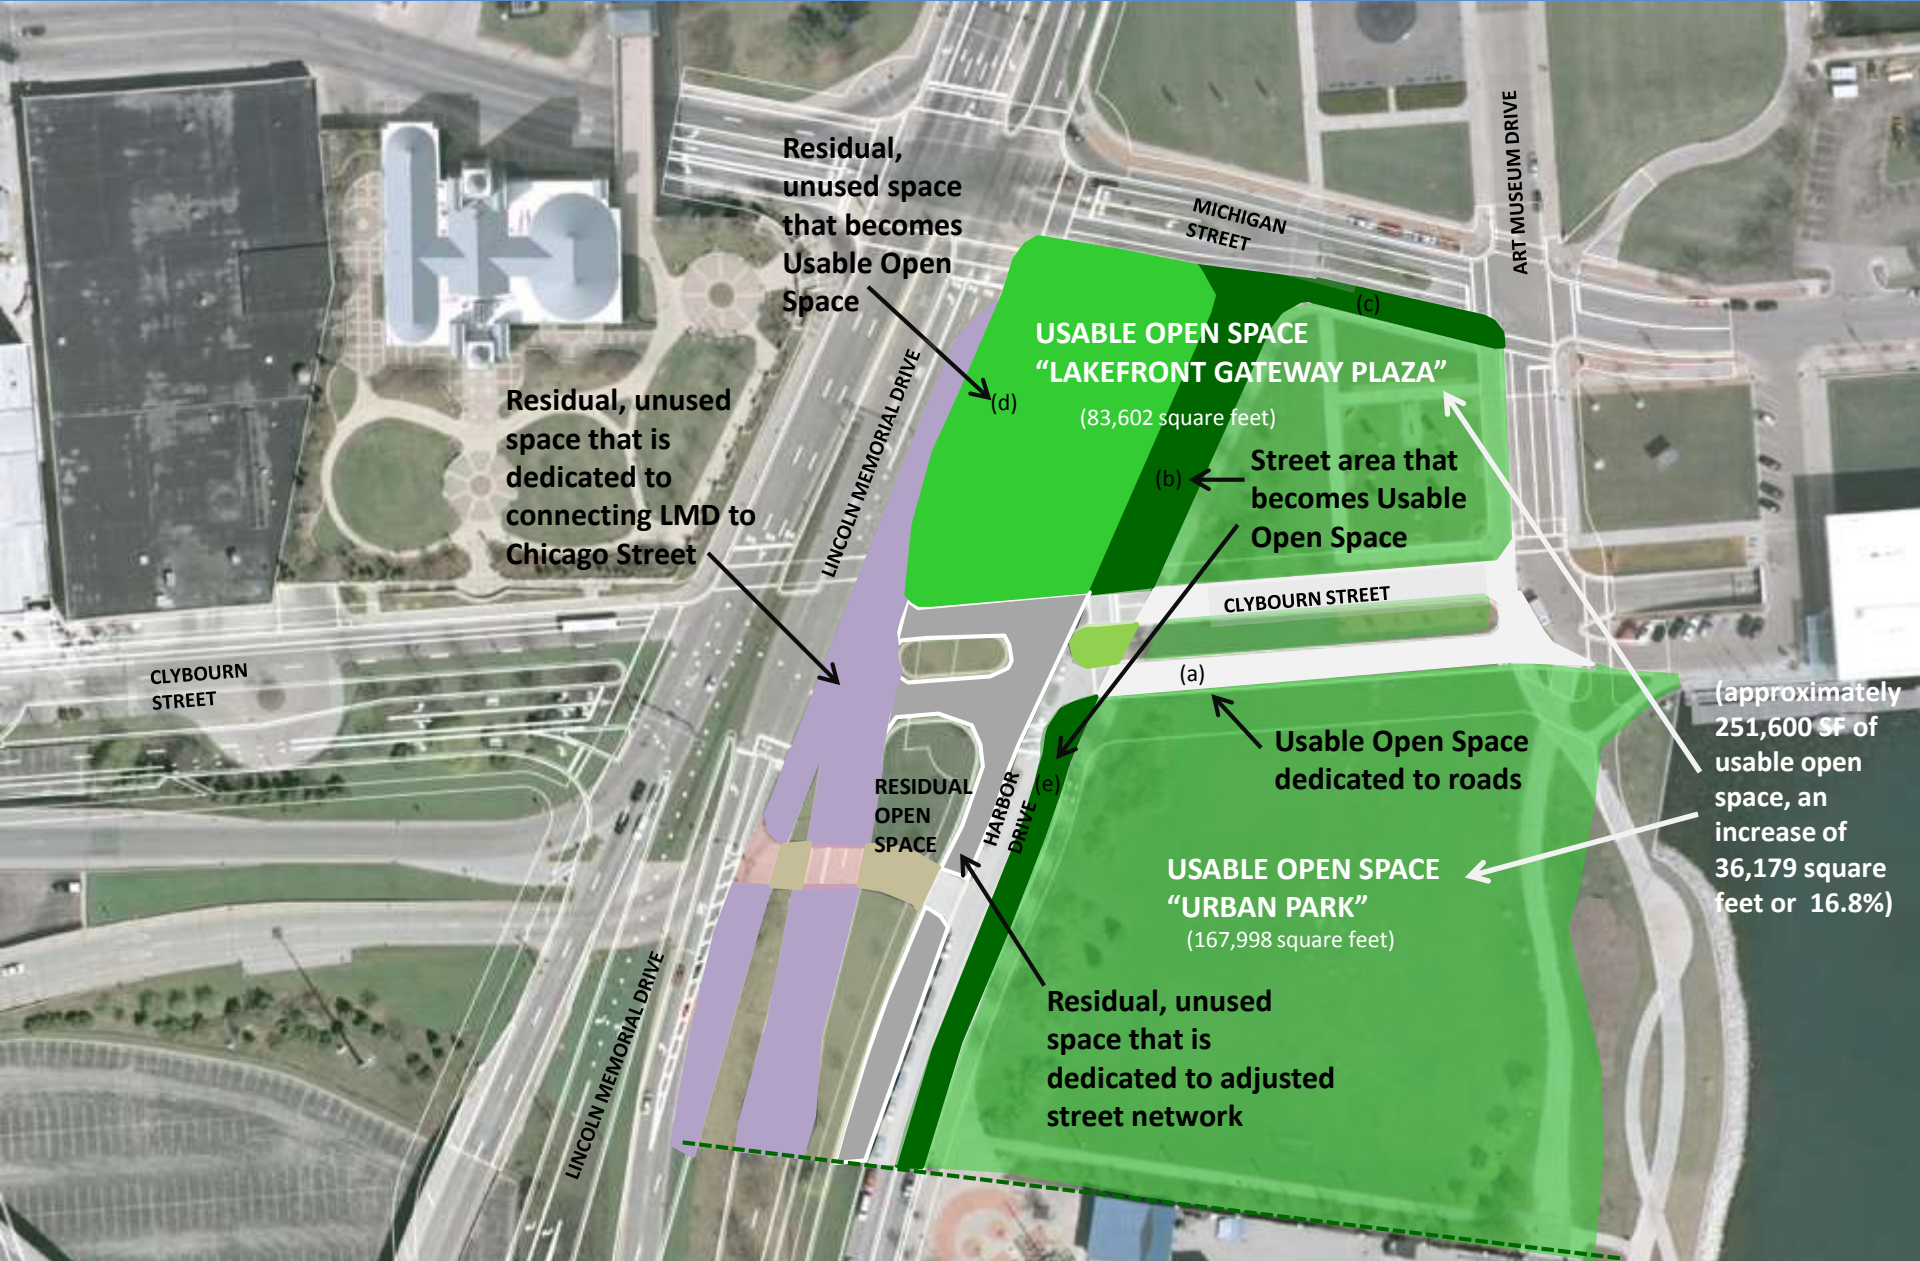 Residual,
unused space
that becomes
Usable Open
Space
MICHIGAN
STREET
ART MUSEUM DRIVE
(c)
USABLE OPEN SPACE
“LAKEFRONT GATEWAY PLAZA”
(83,602 square feet)
(d)
LINCOLN MEMORIAL DRIVE
Residual, unused
space that is
dedicated to
connecting LMD to
Chicago Street
(b)
Street area that
becomes Usable
Open Space
CLYBOURN STREET
CLYBOURN
STREET
(a)
Usable Open Space
dedicated to roads
(approximately
251,600 SF of
usable open
space, an
increase of
36,179 square
feet or  16.8%)
RESIDUAL
OPEN
SPACE
HARBOR
DRIVE
(e)
USABLE OPEN SPACE
“URBAN PARK”
(167,998 square feet)
LINCOLN MEMORIAL DRIVE
Residual, unused
space that is
dedicated to adjusted
street network